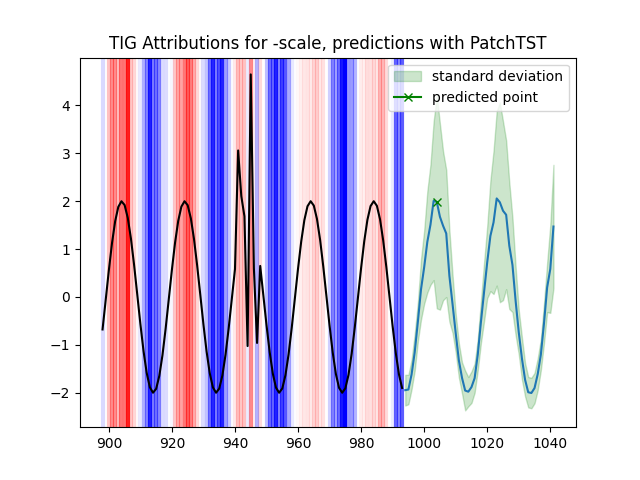 TIG Attributions for -scale, predictions with PatchTST
standard deviation
predicted point
4
3
2
1
0
−1
−2
900 920 940 960 980 1000 1020 1040